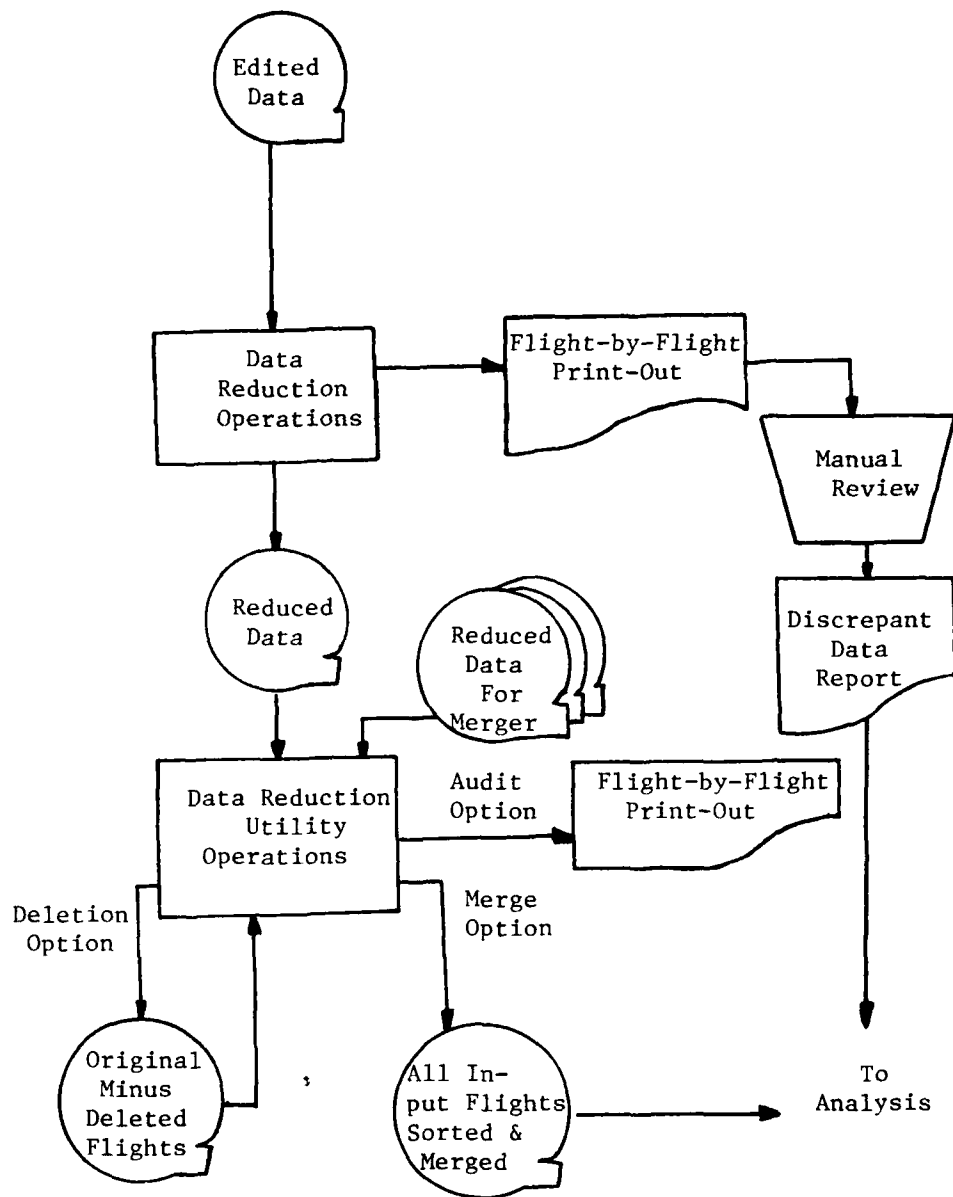 Edited
Data
Data
Reduction
Operations
Flight-by-Flight
Print-Out
Manual
Review
Reduced
Data
Reduced
Data
For
Merger
Discrepant
Data
Report
Data Reduction
Utility
Operations
Audit
Option
Flight-by-Flight
Print-Out
Deletion
Option
Merge
Option
Original
Minus
Deleted
Flights
All In-
put Flights
Sorted &
Merged
To
Analysis